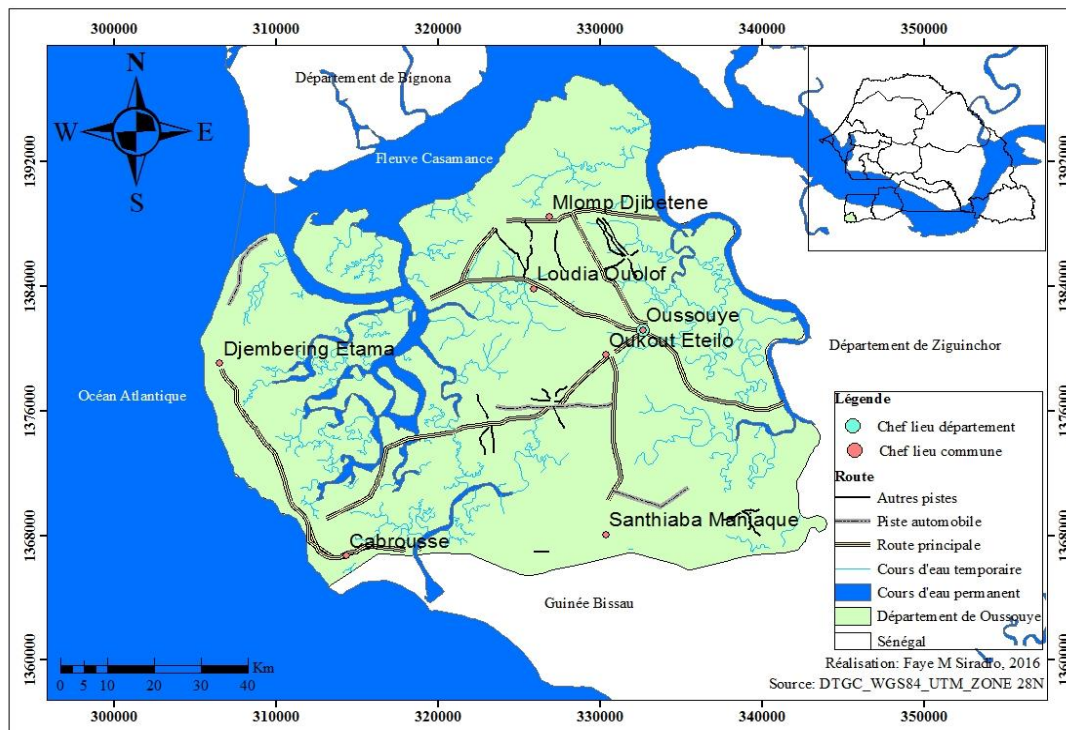 300000 310000 320000 330000 340000 350000
N
W E
S
Département de Bignona
Fleuve Casamance
1392000
1392000
Mlomp Djibetene
Loudia Ouolof
1384000
1384000
Oussouye
Oukout Eteilo
Djembering Etama
Département de Ziguinchor
Océan Atlantique
1376000
1376000
Santhiaba Manjaque
1368000
1368000
Cabrousse
Guinée Bissau
1360000
1360000
Légende
Chef lieu département
Chef lieu commune
Route
Autres pistes
Piste automobile
Route principale
Cours d'eau temporaire
Cours d'eau permanent
Département de Oussouye
Sénégal
Km
0 5 10 20 30 40
Réalisation: Faye M Siradio, 2016
Source: DTGC_WGS84_UTM_ZONE 28N
300000 310000 320000 330000 340000 350000